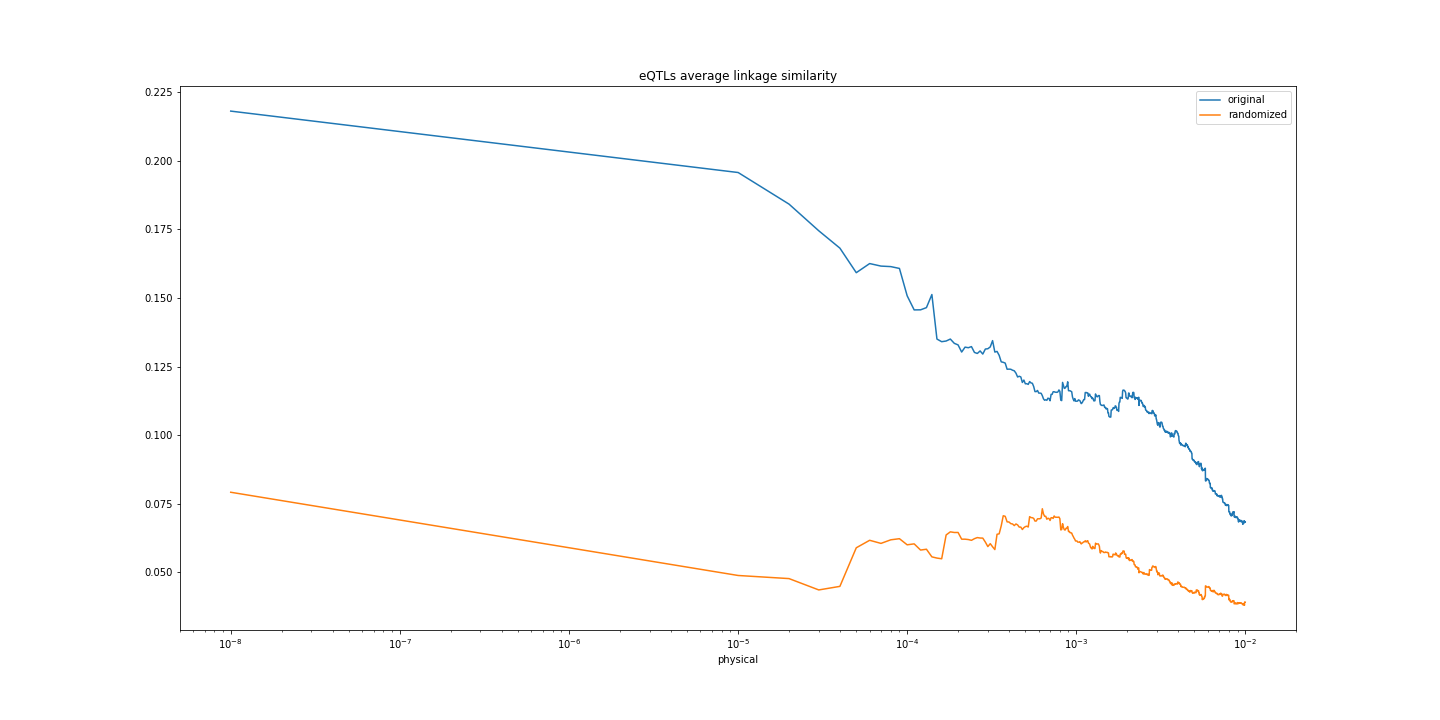 eQTLs average linkage similarity
original
randomized
0.225
0.200
0.175
0.150
0.125
0.100
0.075
0.050
10⁻⁸ 10⁻⁷ 10⁻⁶ 10⁻⁵ 10⁻⁴ 10⁻³ 10⁻²
physical